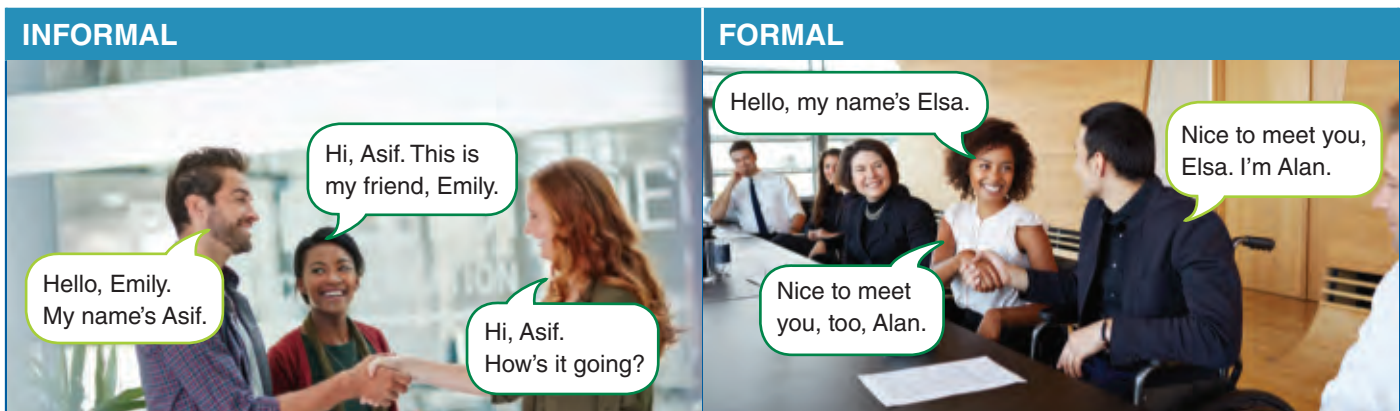 INFORMAL
Hi, Asif. This is
my friend, Emily.
Hello, Emily.
My name's Asif.
Hi, Asif.
How's it going?
FORMAL
Hello, my name's Elsa.
Nice to meet you,
Elsa. I'm Alan.
Nice to meet
you, too, Alan.